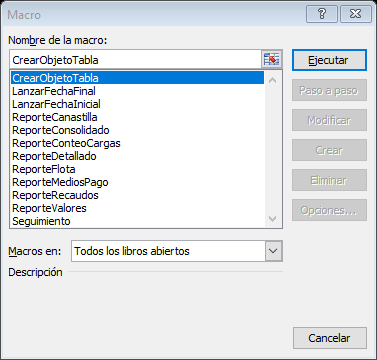 Macro
Nombre de la macro:
CrearObjetoTabla
Ejecutar
CrearObjetoTabla
LanzarFechaFinal
LanzarFechaInicial
ReporteCanastilla
ReporteConsolidado
ReporteConteoCargas
ReporteDetallado
ReporteFlota
ReporteMediosPago
ReporteRecaudos
ReporteValores
Seguimiento
Paso a paso
Modificar
Crear
Eliminar
Opciones...
Macros en: Todos los libros abiertos
Descripción
Cancelar